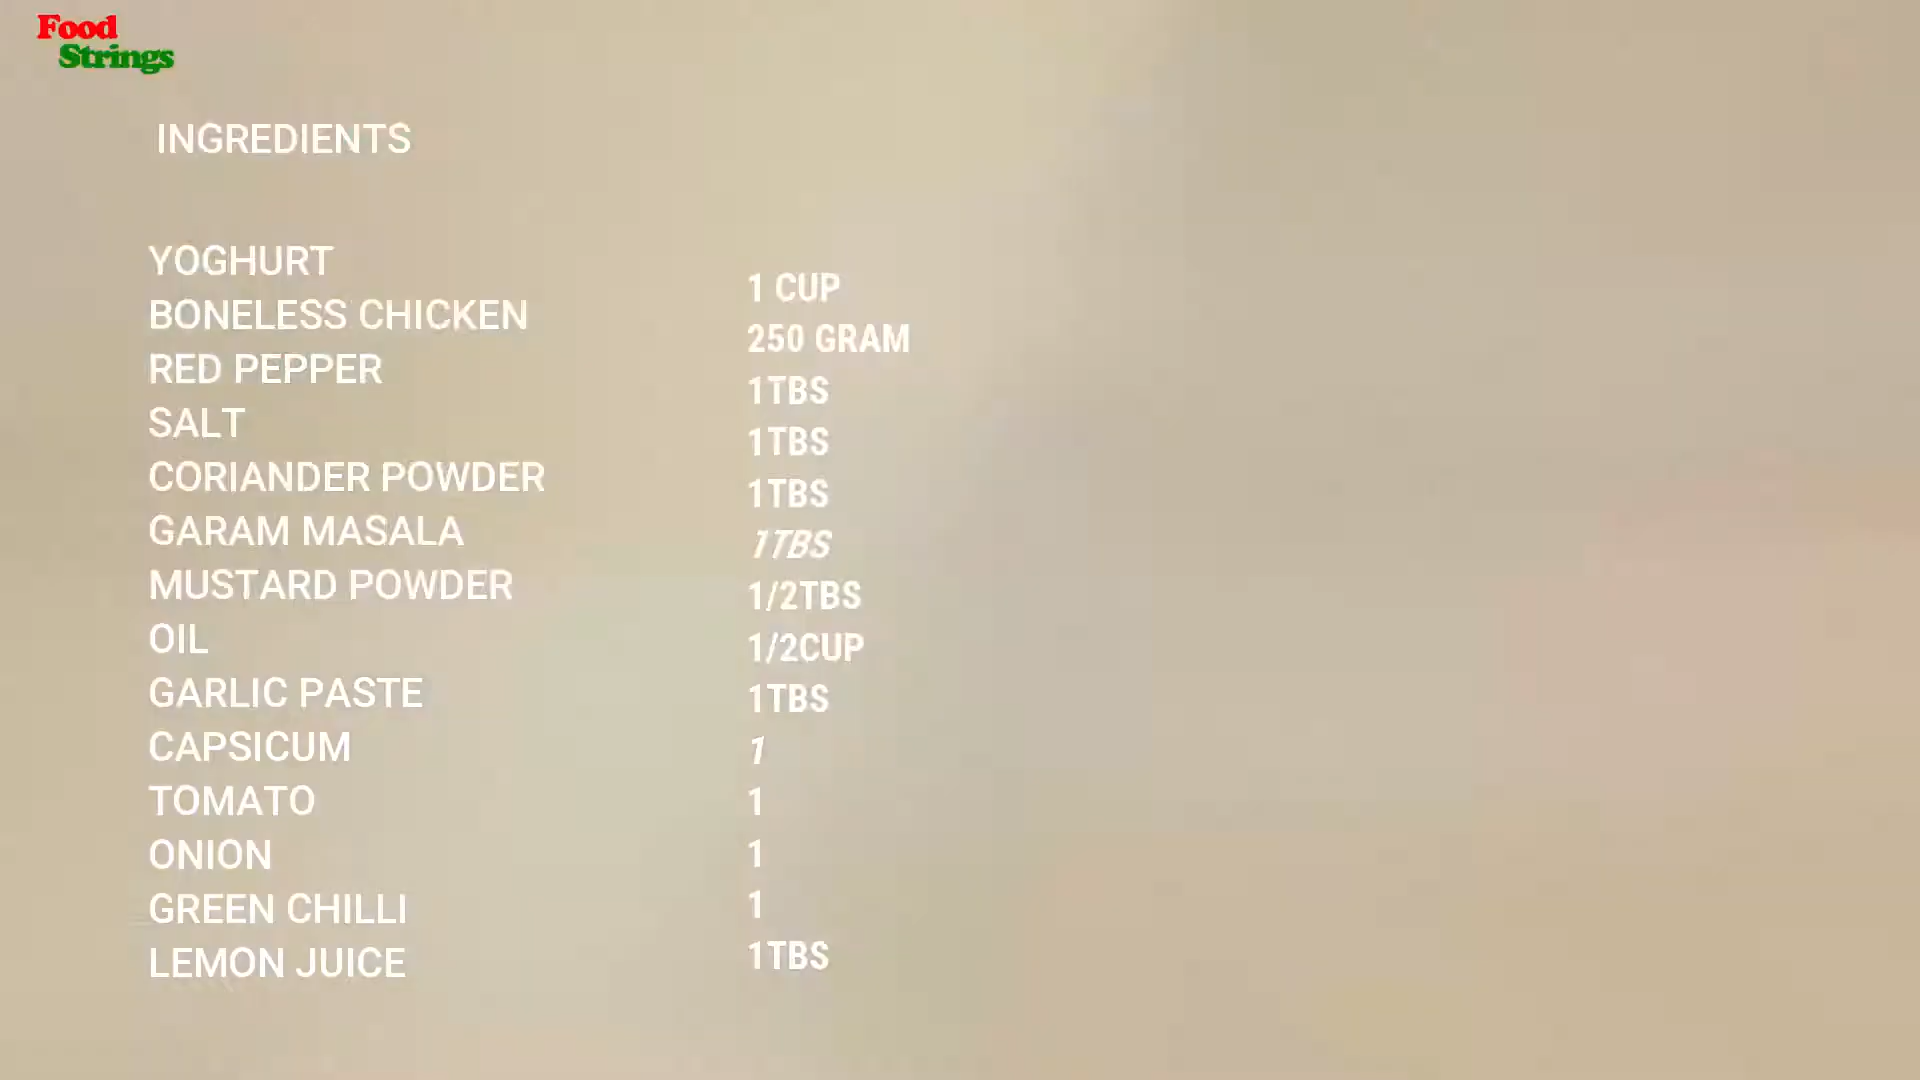 Food
Strings
INGREDIENTS
YOGHURT 1 CUP
BONELESS CHICKEN 250 GRAM
RED PEPPER 1TBS
SALT 1TBS
CORIANDER POWDER 1TBS
GARAM MASALA 1TBS
MUSTARD POWDER 1/2TBS
OIL 1/2CUP
GARLIC PASTE 1TBS
CAPSICUM 1
TOMATO 1
ONION 1
GREEN CHILLI 1
LEMON JUICE 1TBS